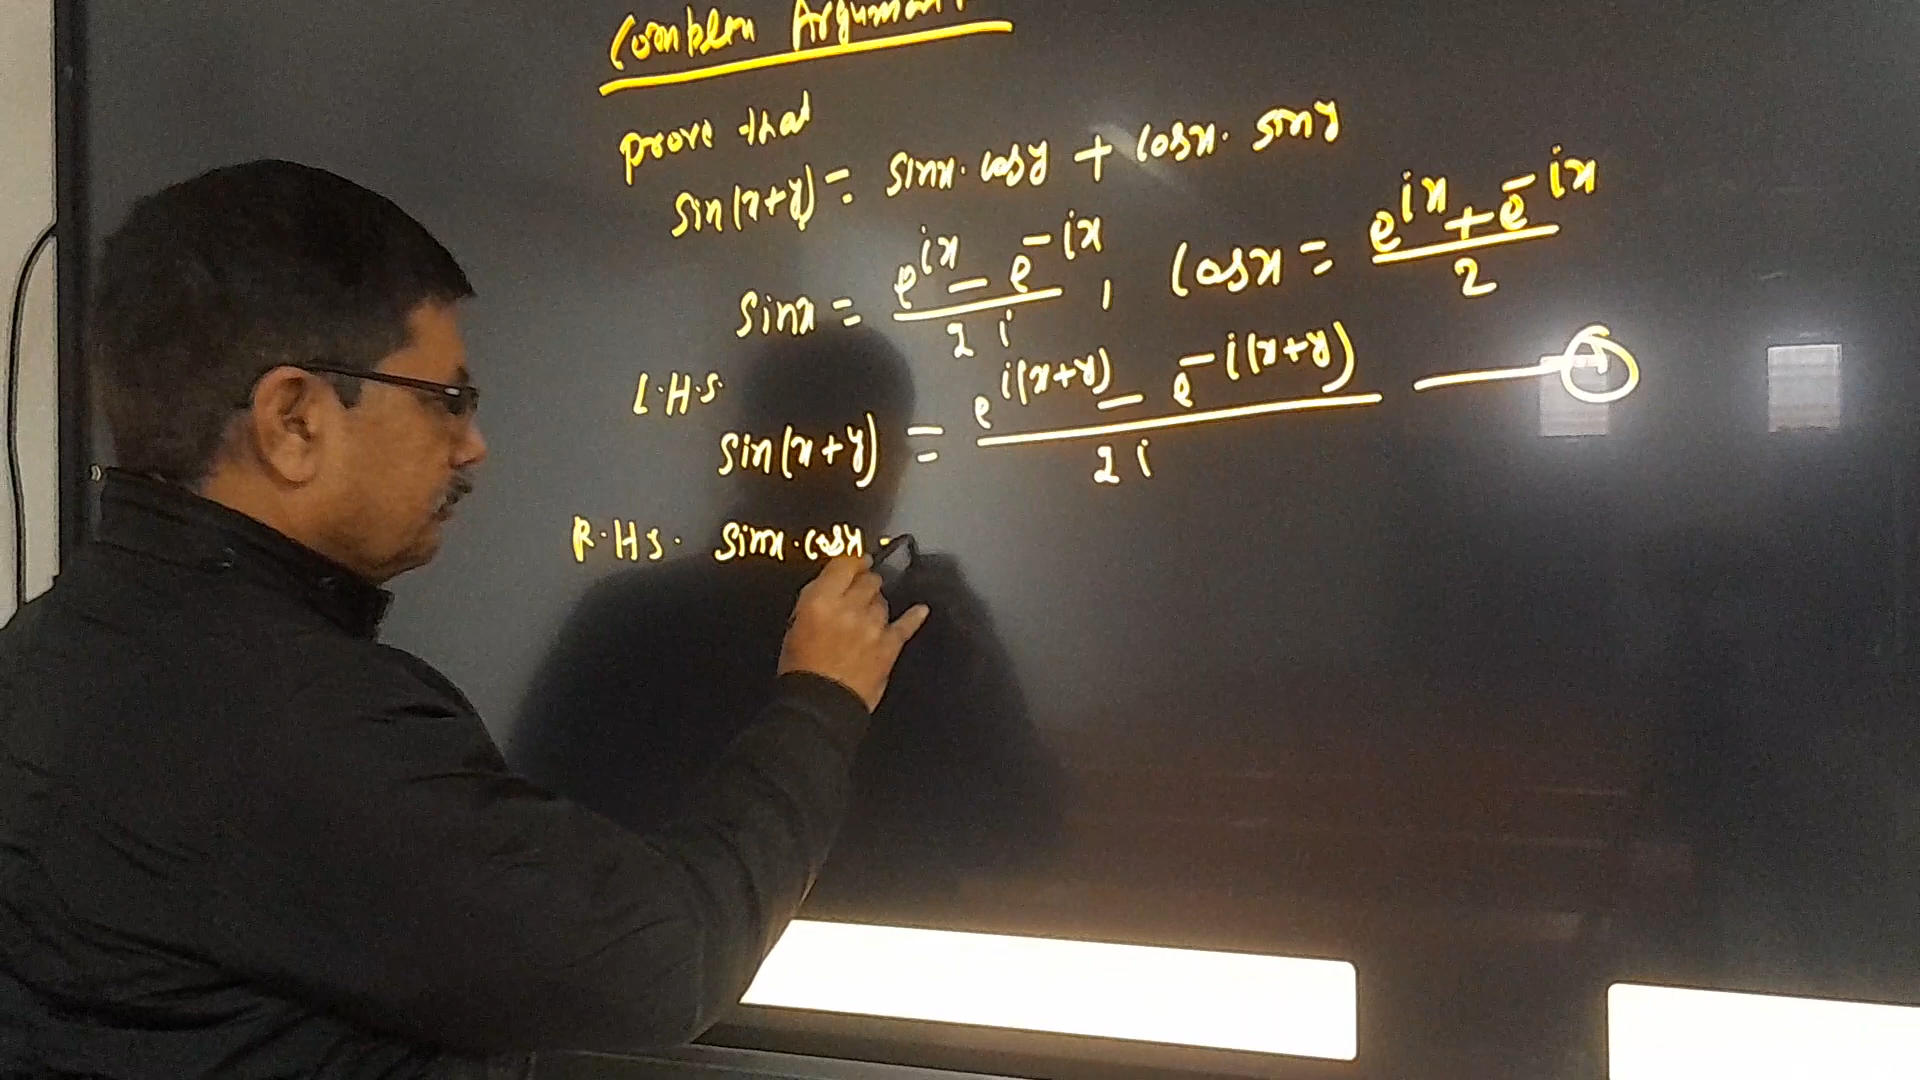 Complex Argument
prove that
sin(x+y) = sinx. cosy + cosx. siny
sinx = e^ix - e^-ix / 2i , cosx = e^ix + e^-ix / 2
L.H.S.
sin(x+y) = e^i(x+y) - e^-i(x+y) / 2i
R.H.S. sinx.cosy